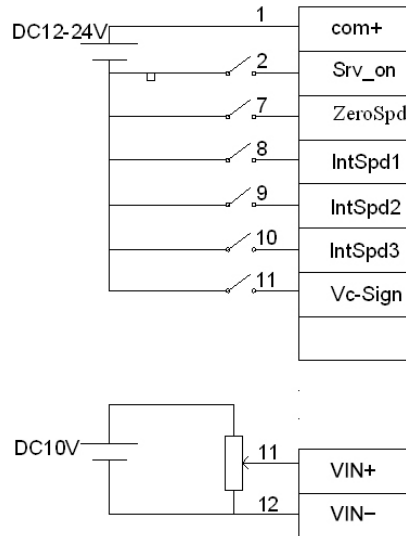 1
com+
DC12-24V
2
Srv_on
7
ZeroSpd
8
IntSpd1
9
IntSpd2
10
IntSpd3
11
Vc-Sign
DC10V
11
VIN+
12
VIN−